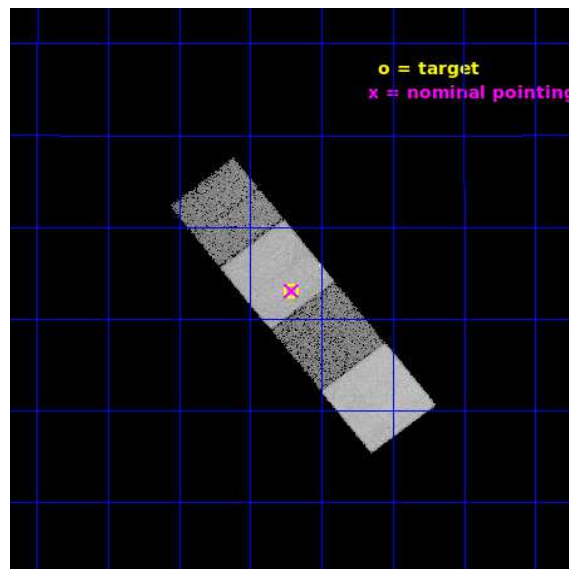 o = target
x = nominal pointing